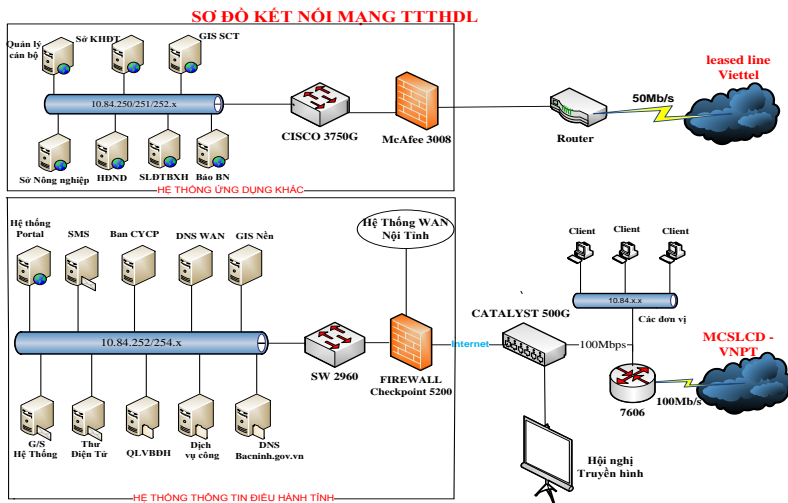 SƠ ĐỒ KẾT NỐI MẠNG TTTHDL
Quản lý
cán bộ
Sở KHĐT
GIS SCT
10.84.250/251/252.x
CISCO 3750G
McAfee 3008
Router
50Mb/s
leased line
Viettel
Sở Nông nghiệp
HĐND
SLĐTBXH
Báo BN
HỆ THỐNG ỨNG DỤNG KHÁC
Hệ thống
Portal
SMS
Ban CYCP
DNS WAN
GIS Nền
Hệ Thống WAN
Nội Tỉnh
Client
Client
Client
10.84.x.x
Các đơn vị
CATALYST 500G
10.84.252/254.x
SW 2960
FIREWALL
Checkpoint 5200
Internet
100Mbps
7606
100Mb/s
MCSLCD -
VNPT
G/S
Hệ Thống
Thư
Điện Tử
QLVBĐH
Dịch
vụ công
DNS
Bacninh.gov.vn
Hội nghị
Truyền hình
HỆ THỐNG THÔNG TIN ĐIỀU HÀNH TỈNH